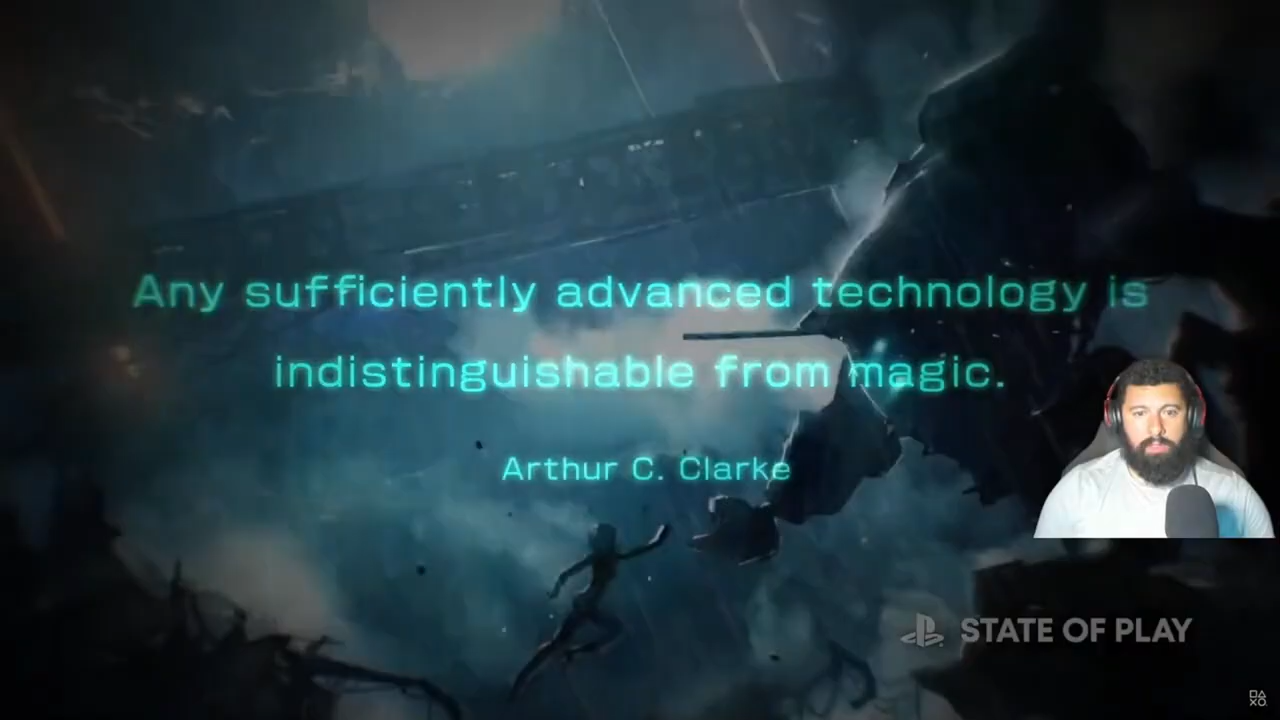 Any sufficiently advanced technology is
indistinguishable from magic.
Arthur C. Clarke
STATE OF PLAY